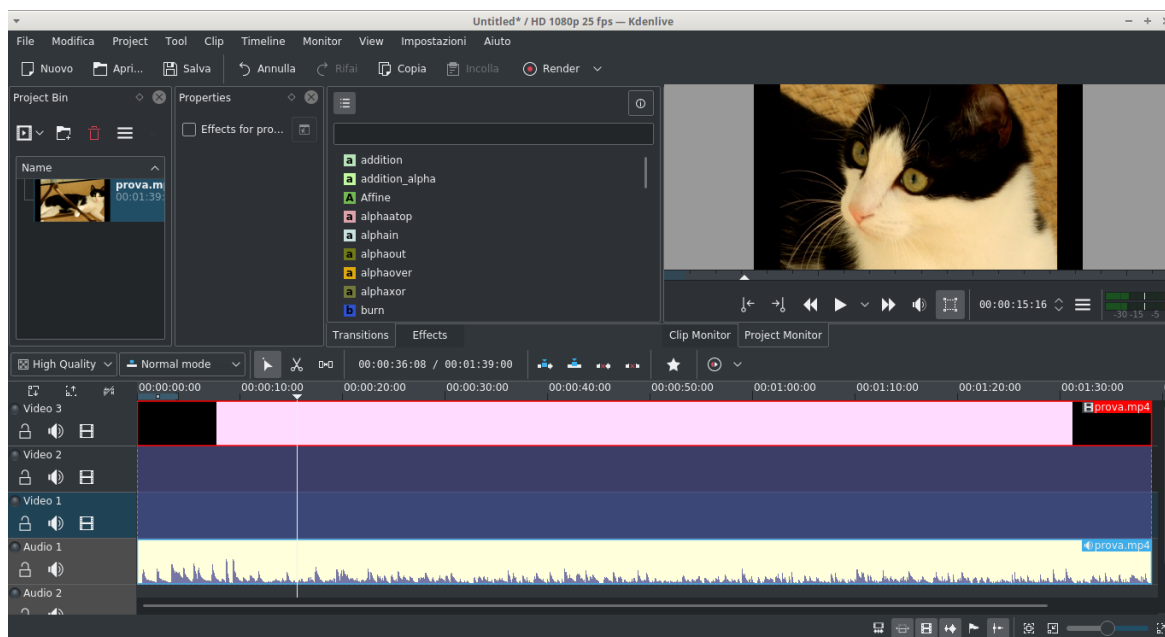 Untitled* / HD 1080p 25 fps — Kdenlive
File Modifica Project Tool Clip Timeline Monitor View Impostazioni Aiuto
Nuovo Apri... Salva Annulla Rifai Copia Incolla Render
Project Bin
Properties
Effects for pro...
Name
prova.m
00:01:39:
addition
addition_alpha
Affine
alphaatop
alphain
alphaout
alphaover
alphaxor
burn
Transitions Effects
00:00:15:16
-30 -15 -5
Clip Monitor Project Monitor
High Quality Normal mode 00:00:36:08 / 00:01:39:00
00:00:00:00 00:00:10:00 00:00:20:00 00:00:30:00 00:00:40:00 00:00:50:00 00:01:00:00 00:01:10:00 00:01:20:00 00:01:30:00
Video 3
prova.mp4
Video 2
Video 1
Audio 1
prova.mp4
Audio 2